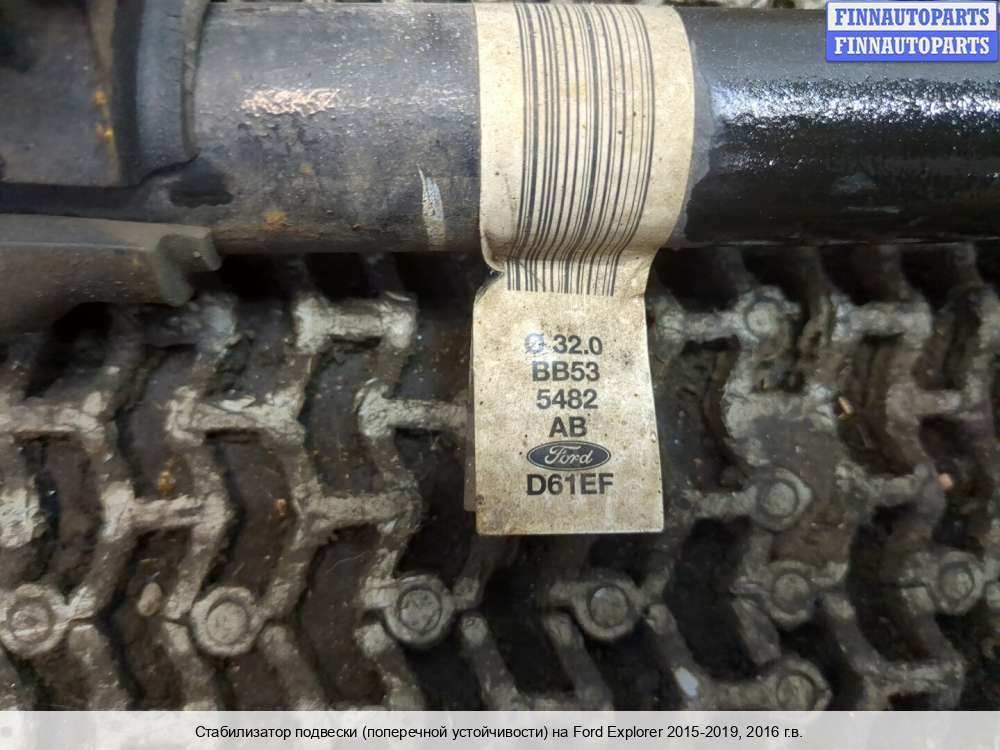 FINNAUTOPARTS
FINNAUTOPARTS
Ø 32.0
BB53
5482
AB
Ford
D61EF
Стабилизатор подвески (поперечной устойчивости) на Ford Explorer 2015-2019, 2016 г.в.